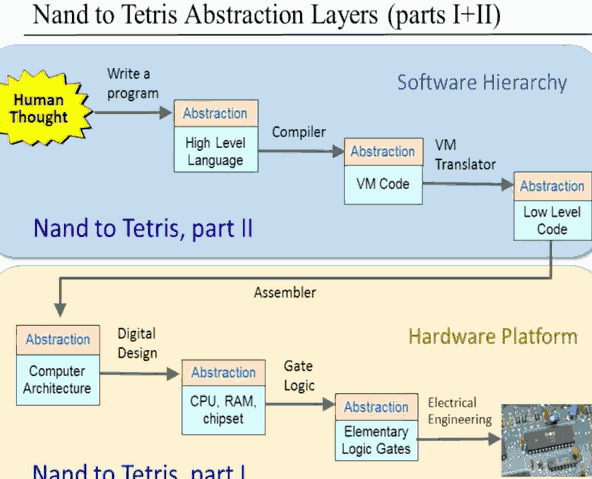 Nand to Tetris Abstraction Layers (parts I+II)
Software Hierarchy
Human
Thought
Write a
program
Abstraction
High Level
Language
Compiler
Abstraction
VM Code
VM
Translator
Abstraction
Low Level
Code
Nand to Tetris, part II
Assembler
Hardware Platform
Abstraction
Computer
Architecture
Digital
Design
Abstraction
CPU, RAM,
chipset
Gate
Logic
Abstraction
Elementary
Logic Gates
Electrical
Engineering
Nand to Tetris, part I